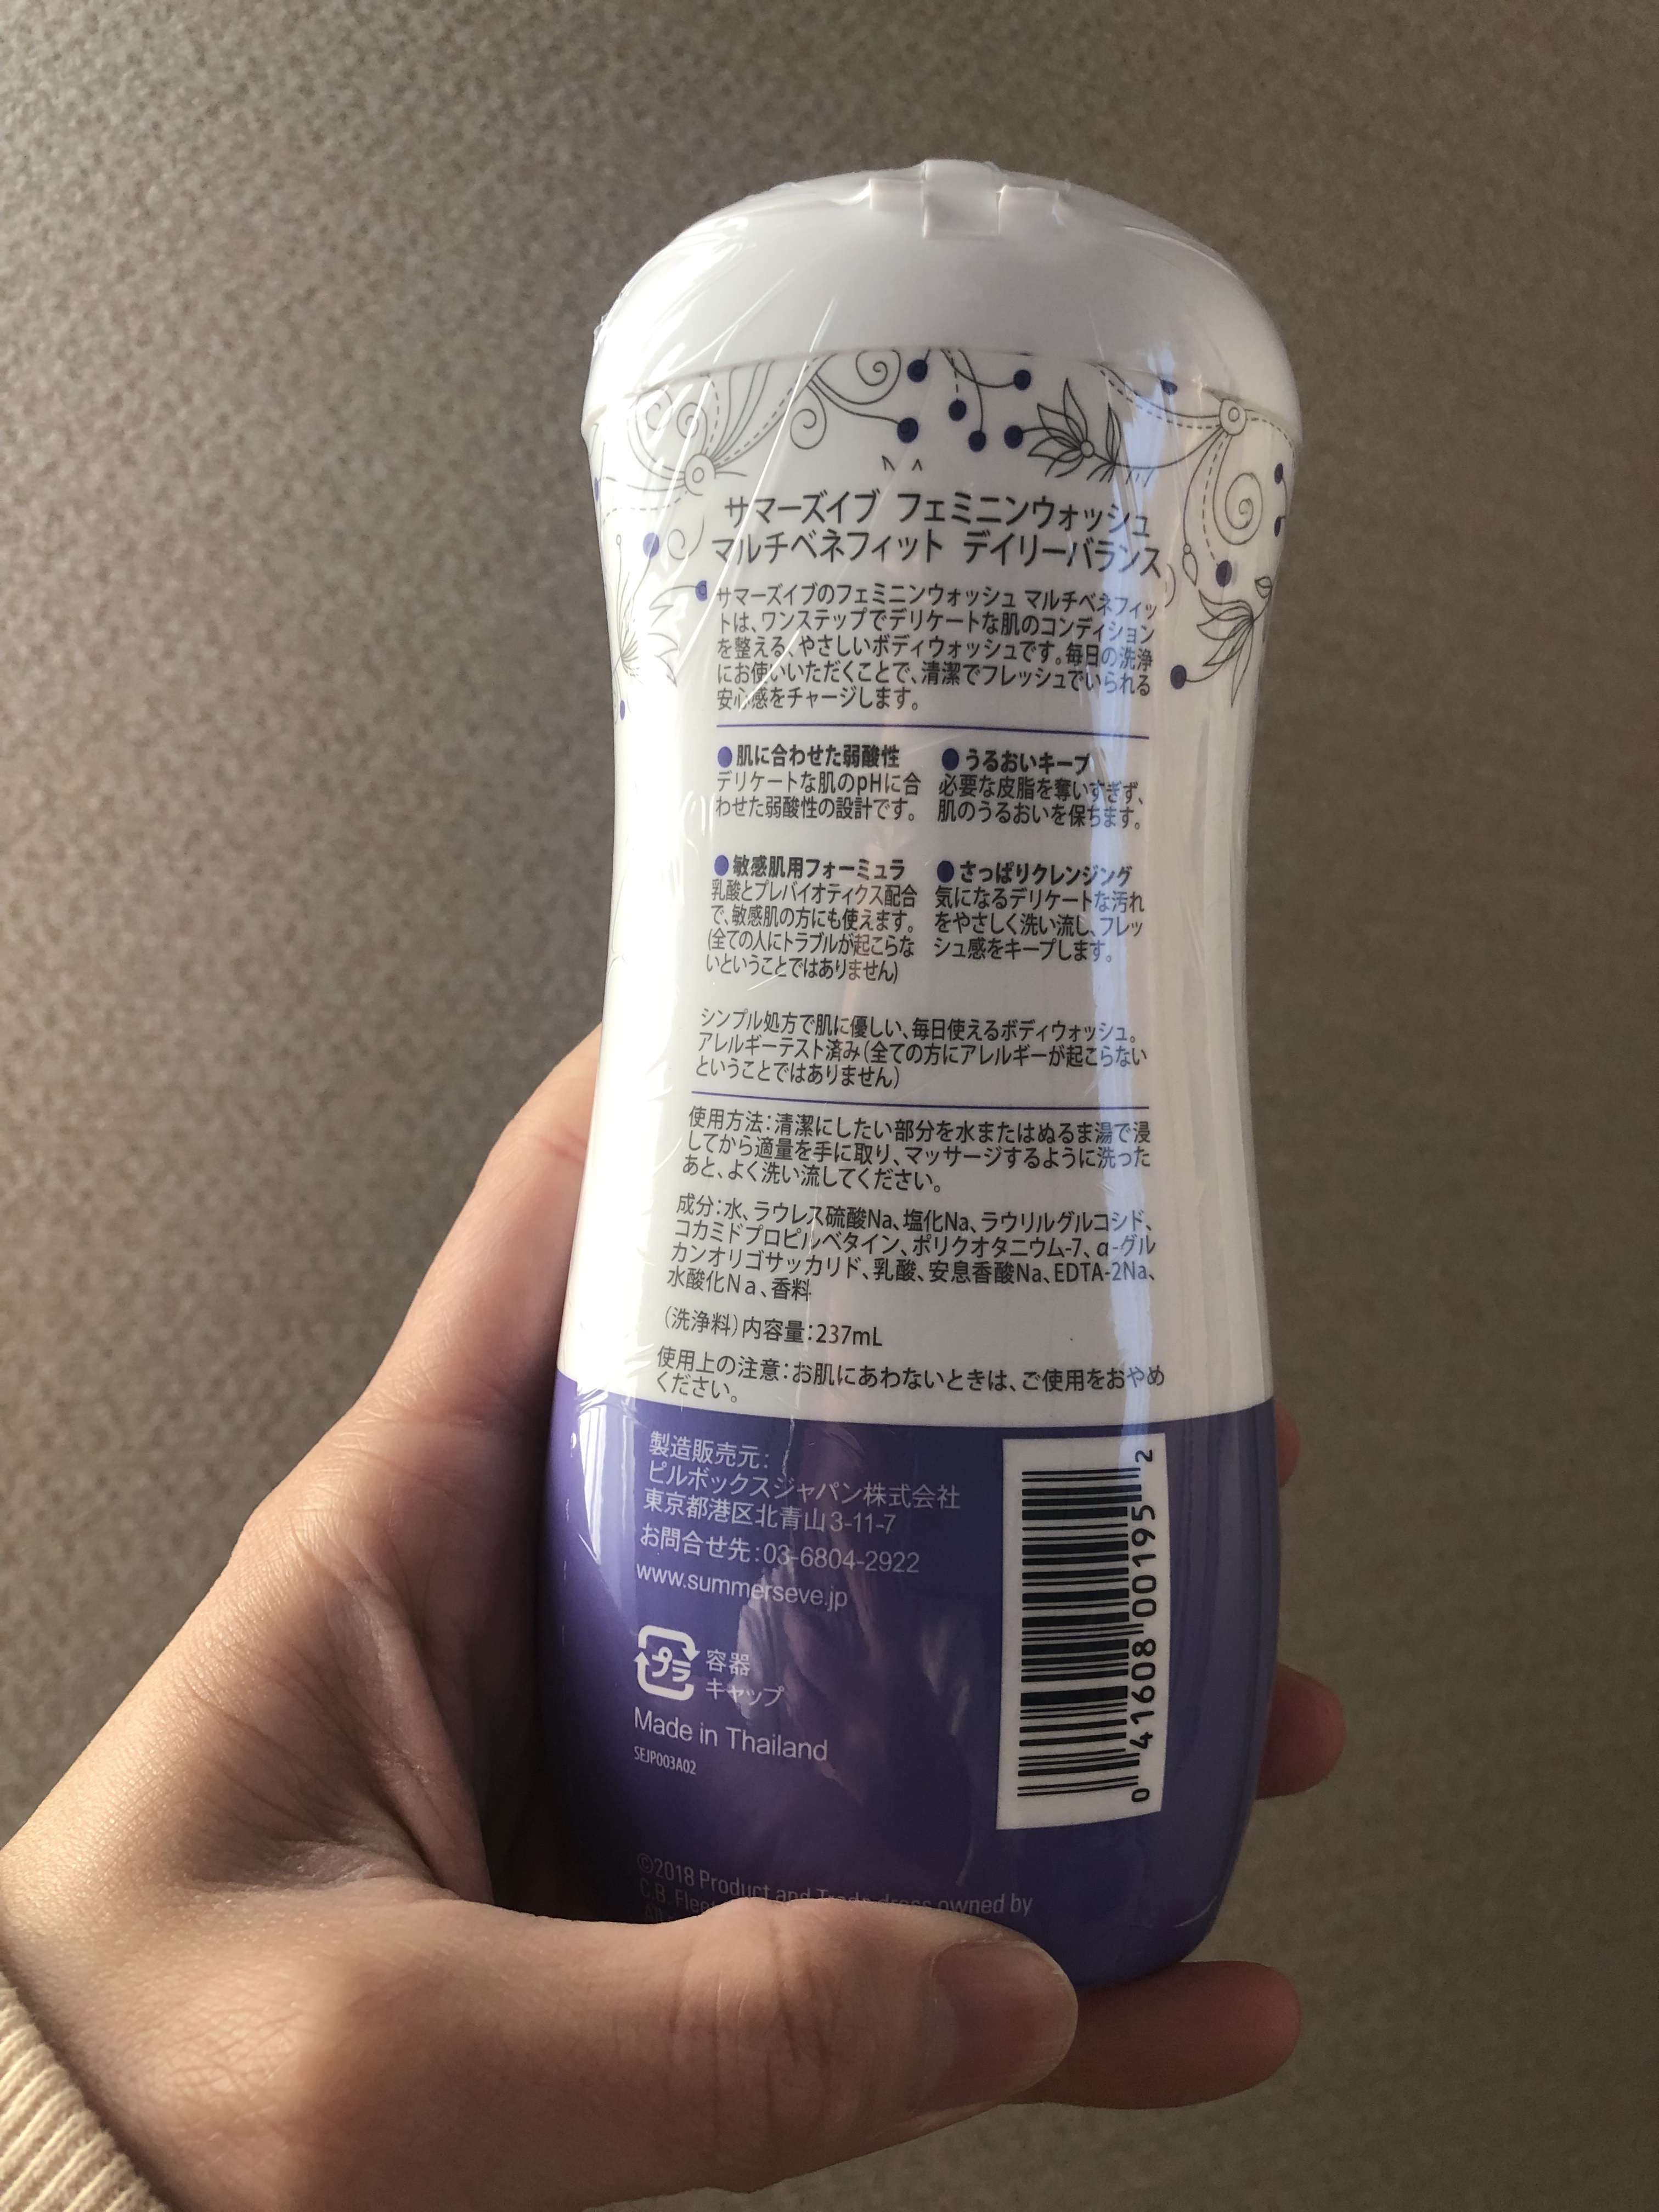 サマーズイブ フェミニンウォッシュ
マルチベネフィット デイリーバランス
サマーズイブのフェミニンウォッシュ マルチベネフィッ
トは、ワンステップでデリケートな肌のコンディション
を整える、やさしいボディウォッシュです。毎日の洗浄
にお使いいただくことで、清潔でフレッシュでいられる
安心感をチャージします。
●肌に合わせた弱酸性
デリケートな肌のpHに合
わせた弱酸性の設計です。
●うるおいキープ
必要な皮脂を奪いすぎず、
肌のうるおいを保ちます。
●敏感肌用フォーミュラ
乳酸とプレバイオティクス配合
で、敏感肌の方にも使えます。
(全ての人にトラブルが起こらな
いということではありません)
●さっぱりクレンジング
気になるデリケートな汚れ
をやさしく洗い流し、フレッ
シュ感をキープします。
シンプル処方で肌に優しい、毎日使えるボディウォッシュ。
アレルギーテスト済み(全ての方にアレルギーが起こらない
ということではありません)
使用方法:清潔にしたい部分を水またはぬるま湯で浸
してから適量を手に取り、マッサージするように洗った
あと、よく洗い流してください。
成分:水、ラウレス硫酸Na、塩化Na、ラウリルグルコシド、
コカミドプロピルベタイン、ポリクオタニウム-7、α-グル
カンオリゴサッカリド、乳酸、安息香酸Na、EDTA-2Na、
水酸化Na、香料
(洗浄料)内容量:237mL
使用上の注意:お肌にあわないときは、ご使用をおやめ
ください。
製造販売元:
ピルボックスジャパン株式会社
東京都港区北青山3-11-7
お問合せ先:03-6804-2922
www.summerseve.jp
プラ 容器
キャップ
Made in Thailand
SEJP003A02
0 41608 00195 2
©2018 Product and Trade dress owned by
C.B. Fleet